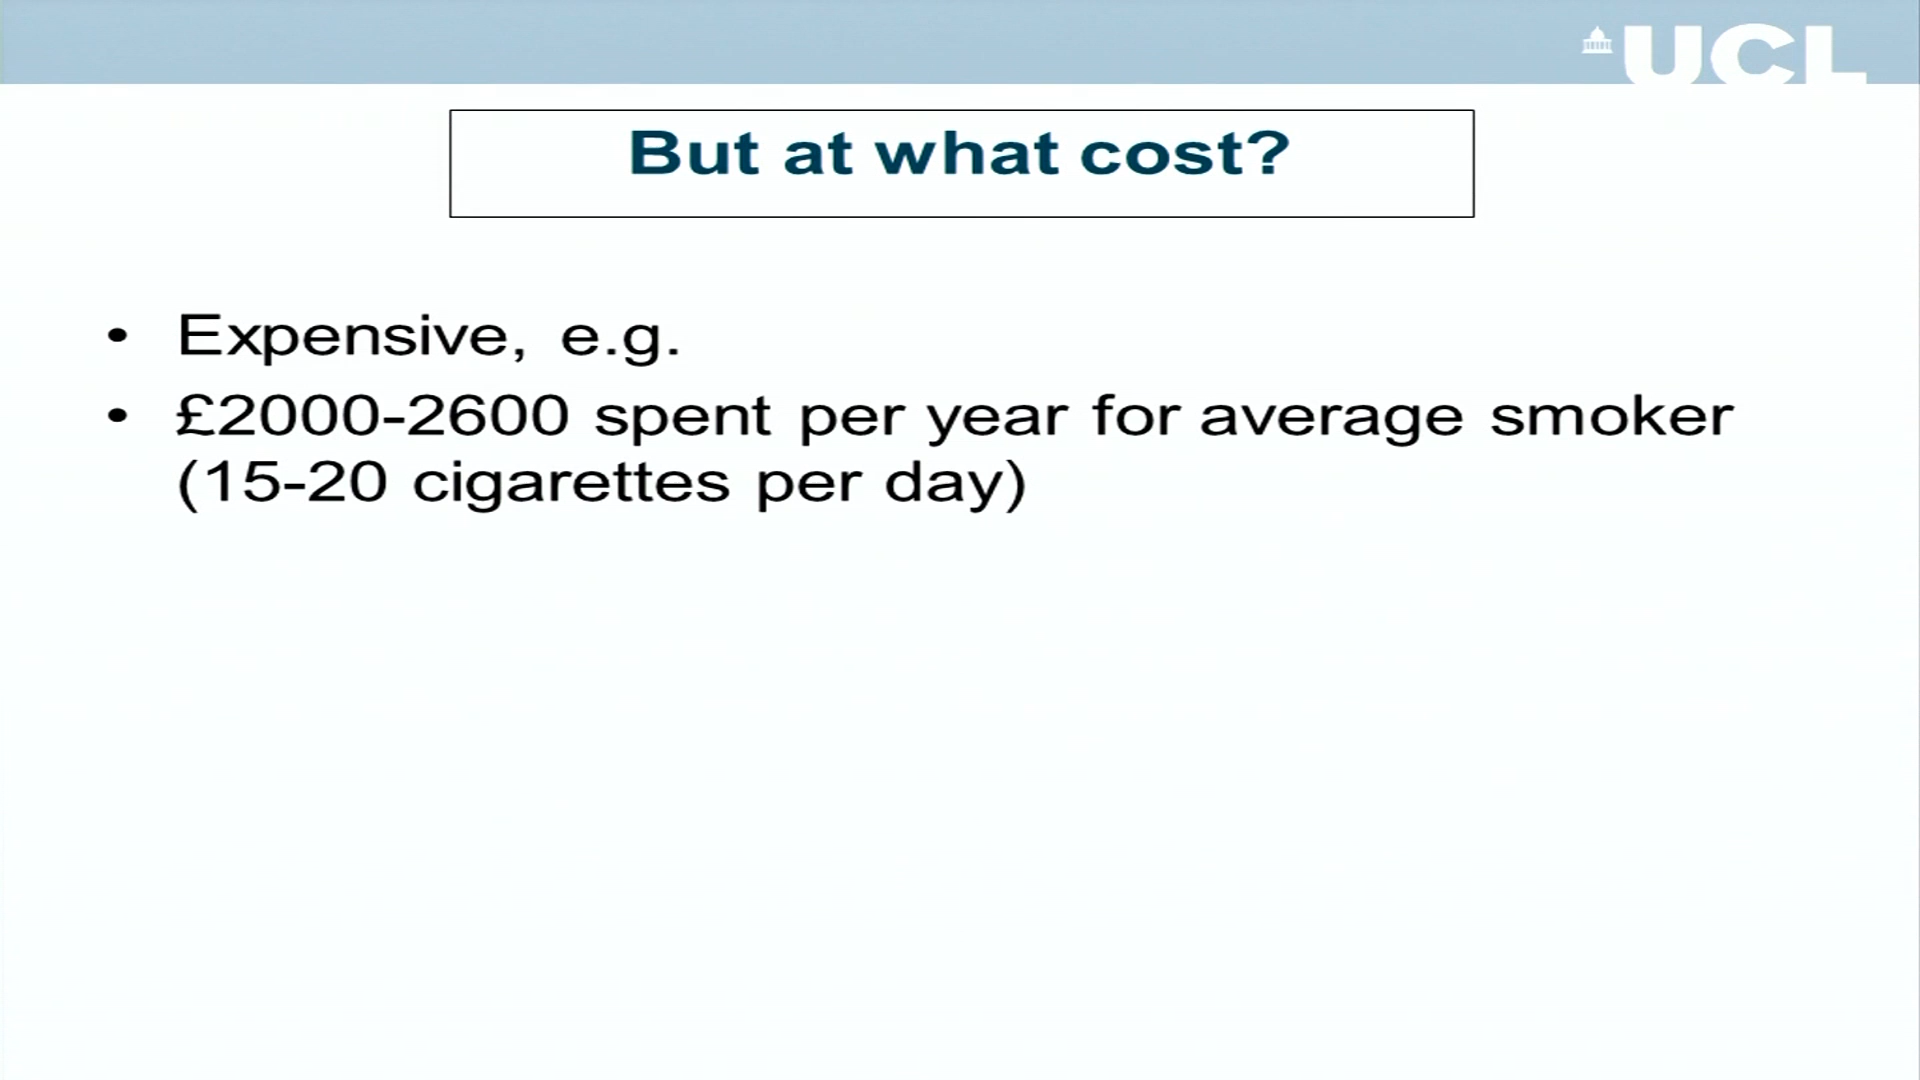 UCL
But at what cost?
• Expensive, e.g.
• £2000-2600 spent per year for average smoker
(15-20 cigarettes per day)